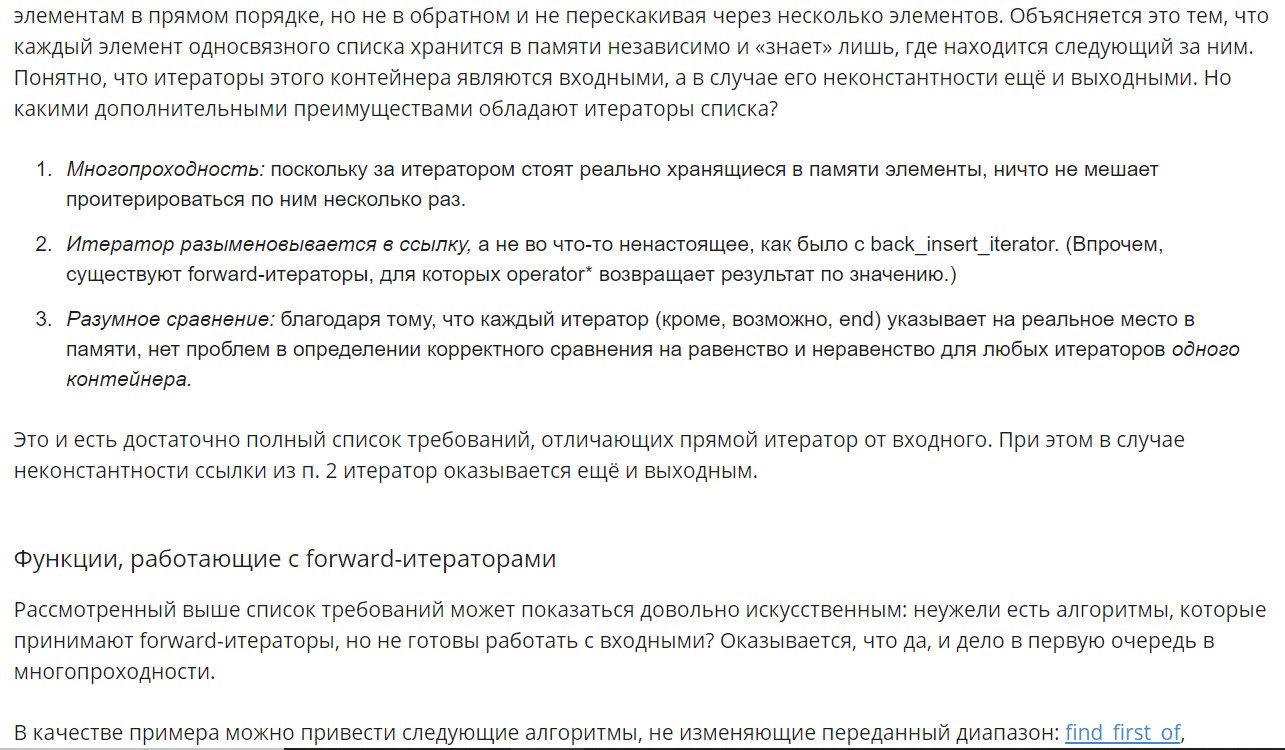 элементам в прямом порядке, но не в обратном и не перескакивая через несколько элементов. Объясняется это тем, что
каждый элемент односвязного списка хранится в памяти независимо и «знает» лишь, где находится следующий за ним.
Понятно, что итераторы этого контейнера являются входными, а в случае его неконстантности ещё и выходными. Но
какими дополнительными преимуществами обладают итераторы списка?
1. Многопроходность: поскольку за итератором стоят реально хранящиеся в памяти элементы, ничто не мешает
проитерироваться по ним несколько раз.
2. Итератор разыменовывается в ссылку, а не во что-то ненастоящее, как было с back_insert_iterator. (Впрочем,
существуют forward-итераторы, для которых operator* возвращает результат по значению.)
3. Разумное сравнение: благодаря тому, что каждый итератор (кроме, возможно, end) указывает на реальное место в
памяти, нет проблем в определении корректного сравнения на равенство и неравенство для любых итераторов одного
контейнера.
Это и есть достаточно полный список требований, отличающих прямой итератор от входного. При этом в случае
неконстантности ссылки из п. 2 итератор оказывается ещё и выходным.
Функции, работающие с forward-итераторами
Рассмотренный выше список требований может показаться довольно искусственным: неужели есть алгоритмы, которые
принимают forward-итераторы, но не готовы работать с входными? Оказывается, что да, и дело в первую очередь в
многопроходности.
В качестве примера можно привести следующие алгоритмы, не изменяющие переданный диапазон: find_first_of,